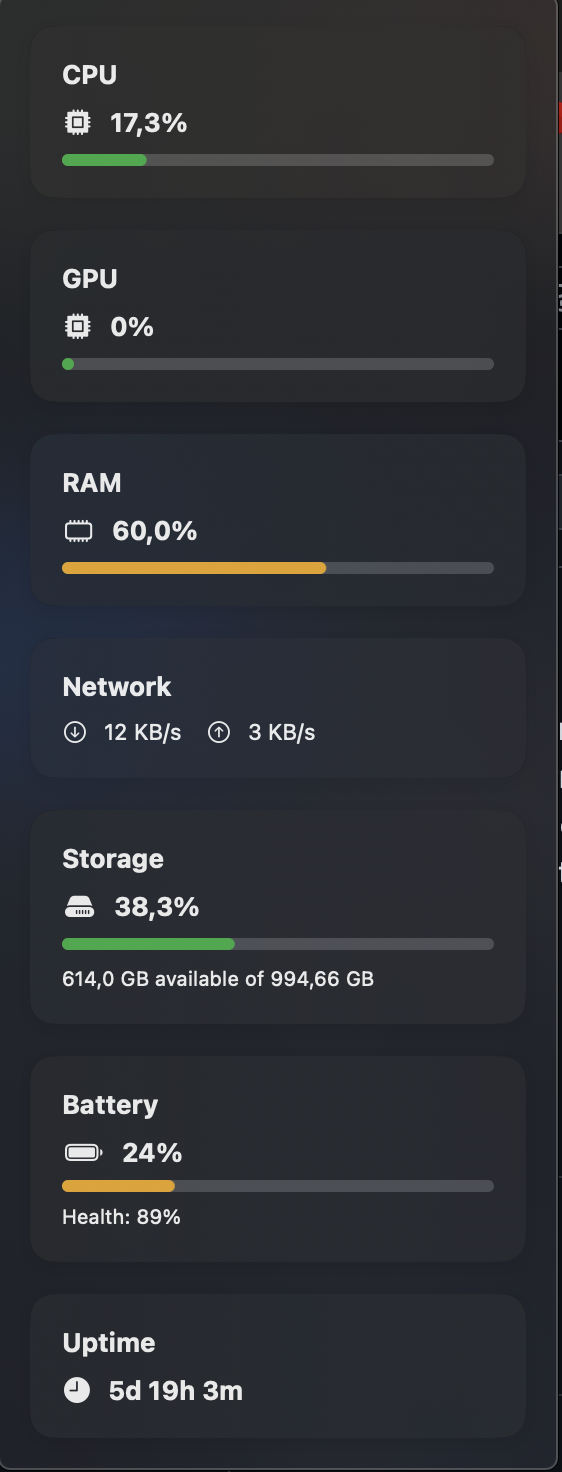 CPU
17,3%
GPU
0%
RAM
60,0%
Network
12 KB/s 3 KB/s
Storage
38,3%
614,0 GB available of 994,66 GB
Battery
24%
Health: 89%
Uptime
5d 19h 3m